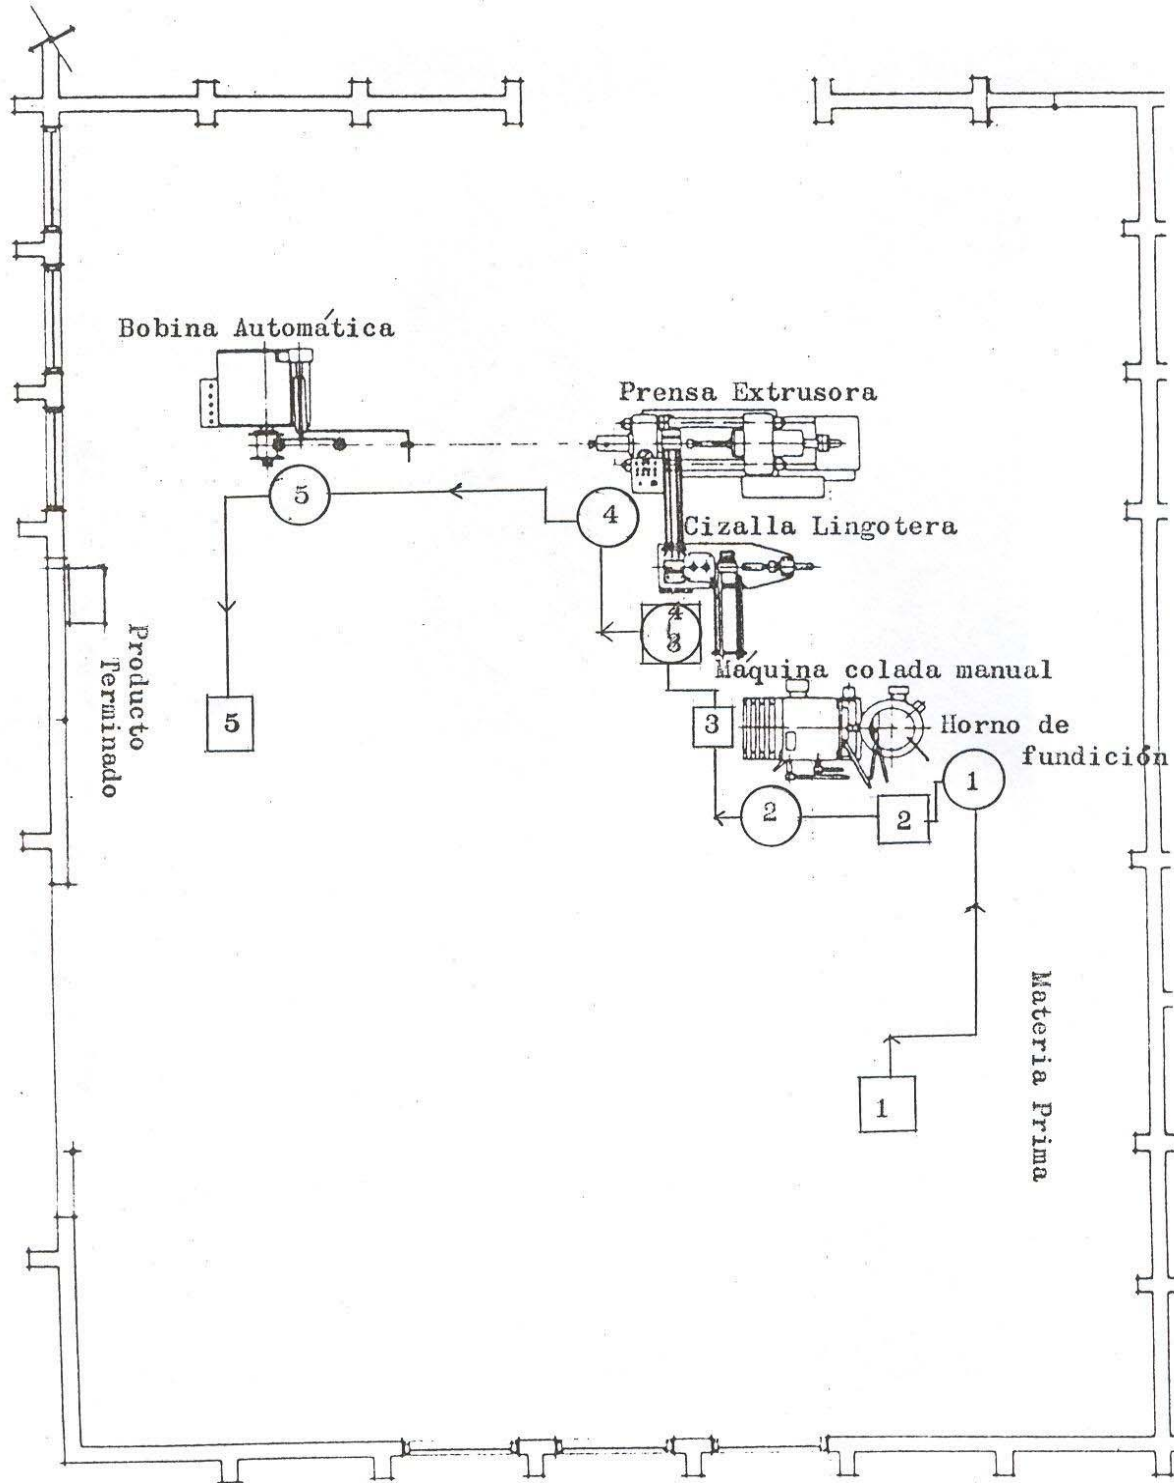 Bobina Automática
Prensa Extrusora
5
4
Cizalla Lingotera
4
3
Máquina colada manual
Producto
Terminado
5
3
Horno de
fundición
1
2
2
Materia Prima
1